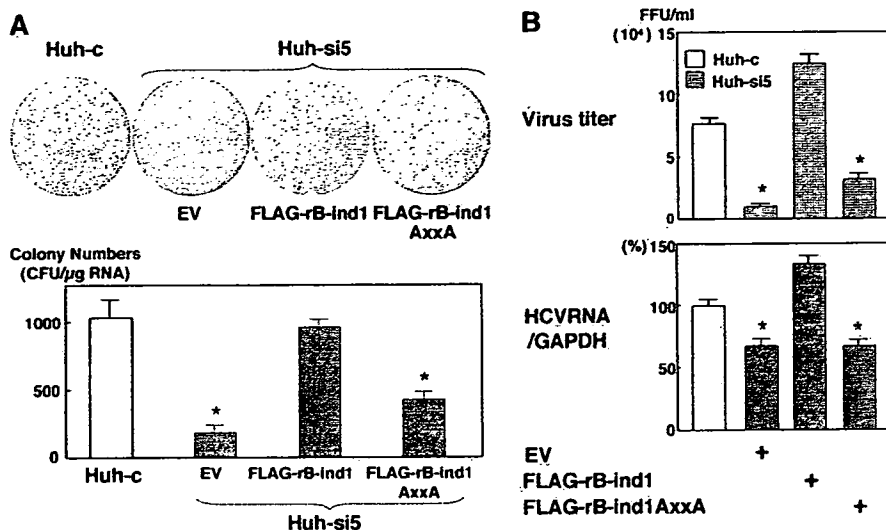 A
Huh-c
Huh-si5
EV
FLAG-rB-ind1
FLAG-rB-ind1
AxxA
Colony Numbers
(CFU/µg RNA)
1000
500
0
*
*
Huh-c
EV
FLAG-rB-ind1
FLAG-rB-ind1
AxxA
Huh-si5
B
FFU/ml
(10⁴)
15
10
5
0
Huh-c
Huh-si5
Virus titer
*
*
(%)
150
100
50
0
HCVRNA
/GAPDH
*
*
EV +
FLAG-rB-ind1 +
FLAG-rB-ind1AxxA +